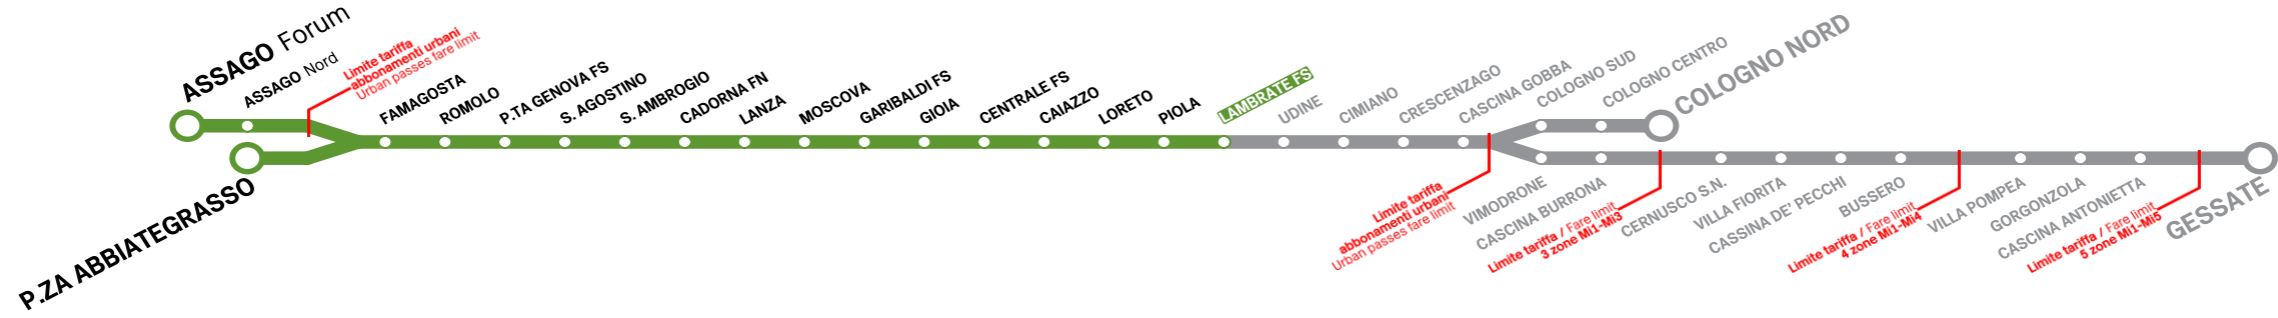 ASSAGO Forum
ASSAGO Nord
Limite tariffa
abbonamenti urbani
Urban passes fare limit
P.ZA ABBIATEGRASSO
FAMAGOSTA
ROMOLO
P.TA GENOVA FS
S. AGOSTINO
S. AMBROGIO
CADORNA FN
LANZA
MOSCOVA
GARIBALDI FS
GIOIA
CENTRALE FS
CAIAZZO
LORETO
PIOLA
LAMBRATE FS
UDINE
CIMIANO
CRESCENZAGO
CASCINA GOBBA
COLOGNO SUD
COLOGNO CENTRO
COLOGNO NORD
Limite tariffa
abbonamenti urbani
Urban passes fare limit
VIMODRONE
CASCINA BURRONA
Limite tariffa / Fare limit
3 zone Mi1-Mi3
CERNUSCO S.N.
VILLA FIORITA
CASSINA DE' PECCHI
BUSSERO
Limite tariffa / Fare limit
4 zone Mi1-Mi4
VILLA POMPEA
GORGONZOLA
CASCINA ANTONIETTA
Limite tariffa / Fare limit
5 zone Mi1-Mi5
GESSATE